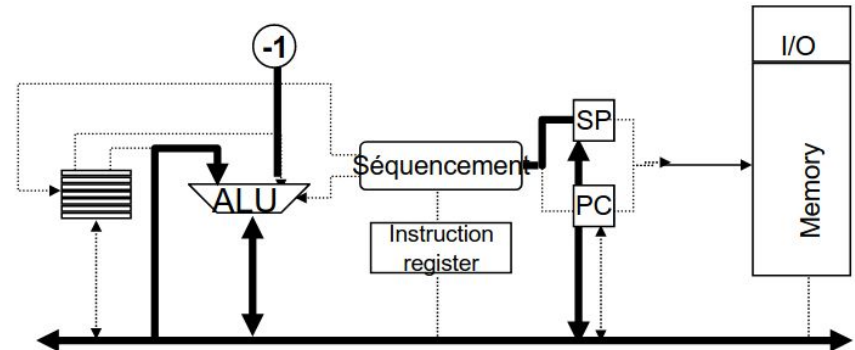 -1
I/O
SP
Séquencement
ALU
PC
Instruction
register
Memory